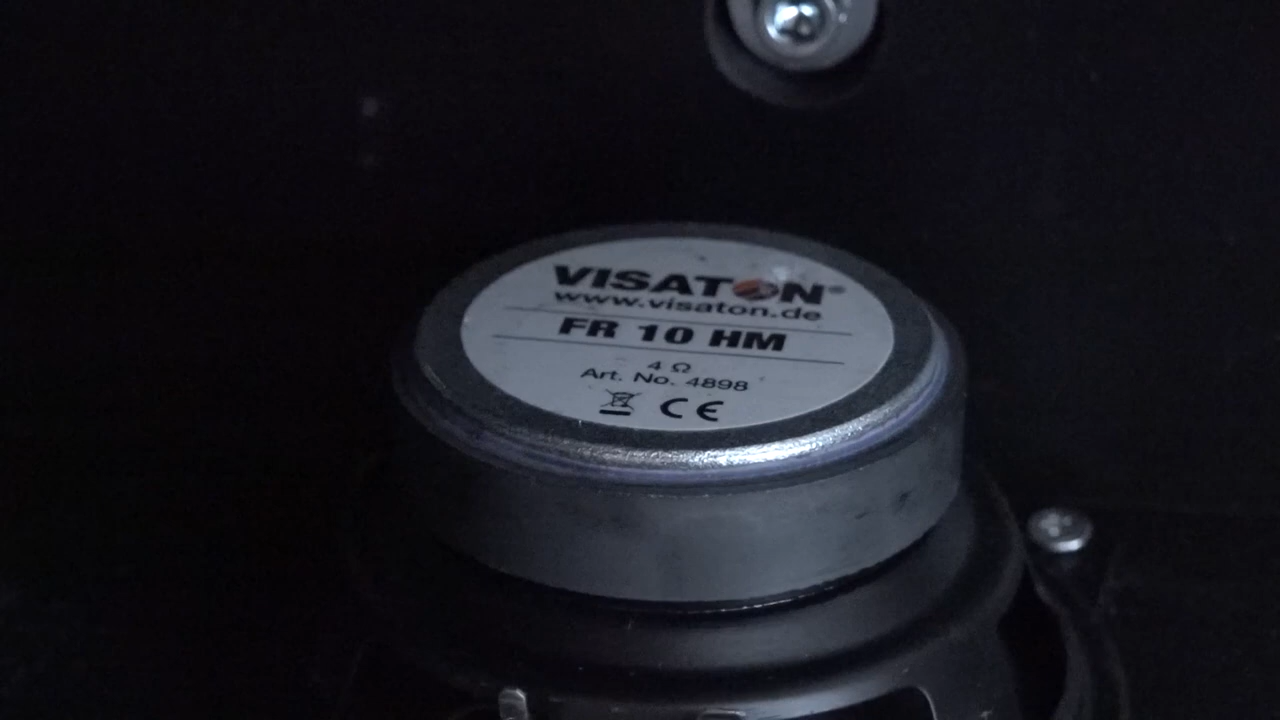 VISATON®
www.visaton.de
FR 10 HM
4 Ω
Art. No. 4898
CE